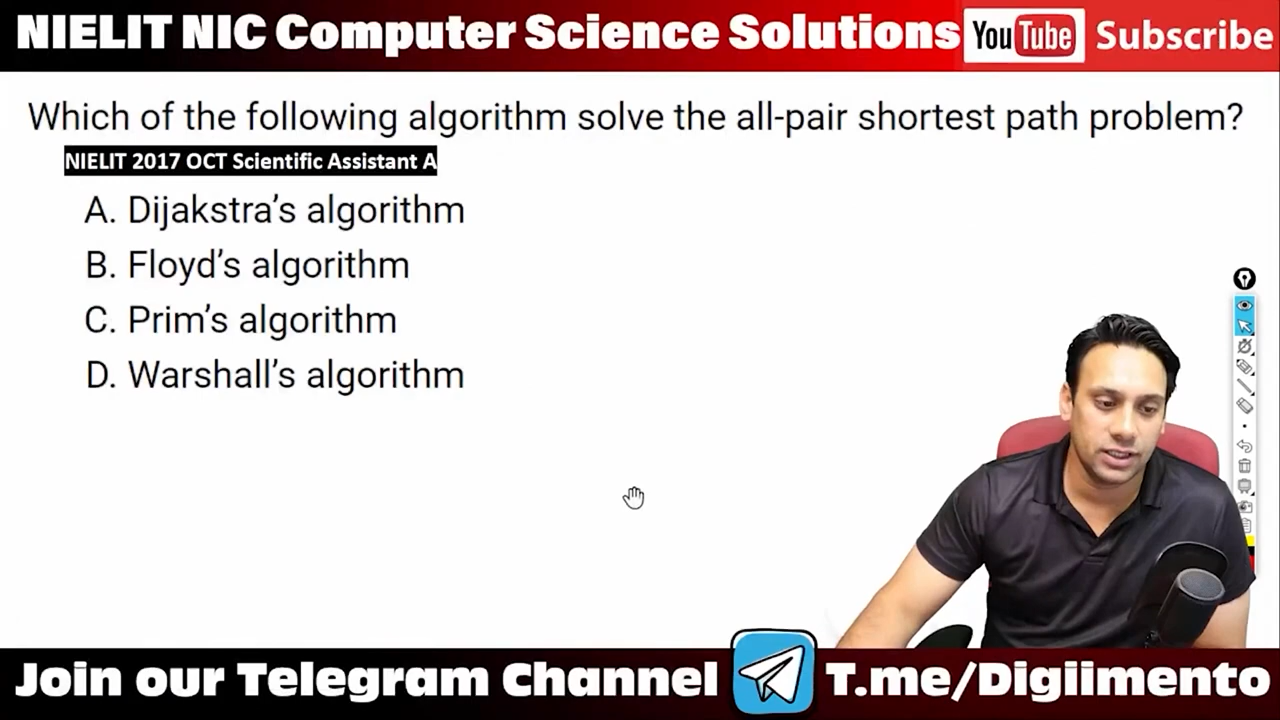 NIELIT NIC Computer Science Solutions YouTube Subscribe
Which of the following algorithm solve the all-pair shortest path problem?
NIELIT 2017 OCT Scientific Assistant A
A. Dijakstra’s algorithm
B. Floyd’s algorithm
C. Prim’s algorithm
D. Warshall’s algorithm
Join our Telegram Channel T.me/Digiimento